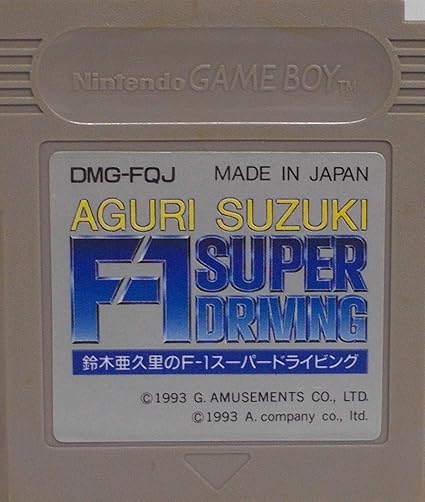 Nintendo GAME BOY TM
DMG-FQJ MADE IN JAPAN
AGURI SUZUKI
F-1 SUPER
DRIVING
鈴木亜久里のF-1スーパードライビング
©1993 G. AMUSEMENTS CO., LTD.
©1993 A. company co., ltd.